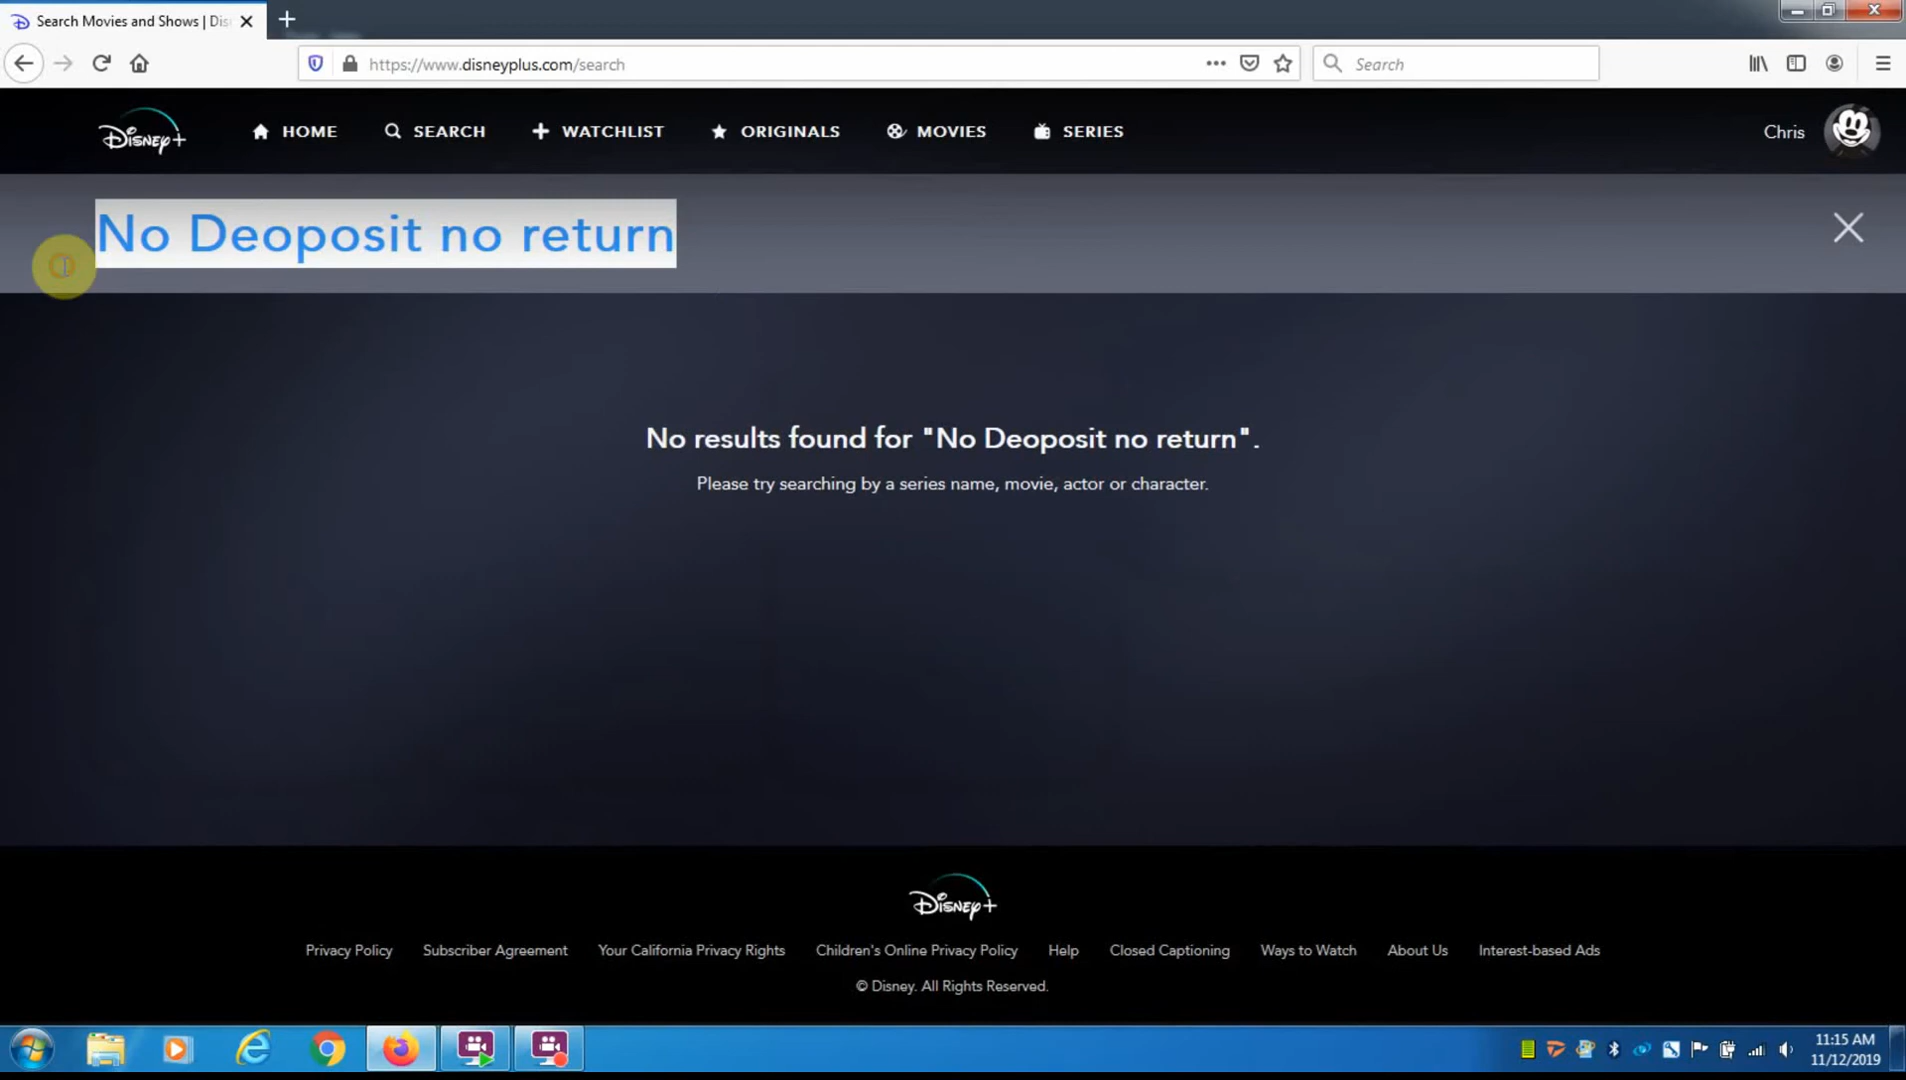 Search Movies and Shows | Dis
https://www.disneyplus.com/search
Search
Disney+
HOME
SEARCH
WATCHLIST
ORIGINALS
MOVIES
SERIES
Chris
No Deoposit no return
No results found for "No Deoposit no return".
Please try searching by a series name, movie, actor or character.
Disney+
Privacy Policy
Subscriber Agreement
Your California Privacy Rights
Children's Online Privacy Policy
Help
Closed Captioning
Ways to Watch
About Us
Interest-based Ads
© Disney. All Rights Reserved.
11:15 AM
11/12/2019